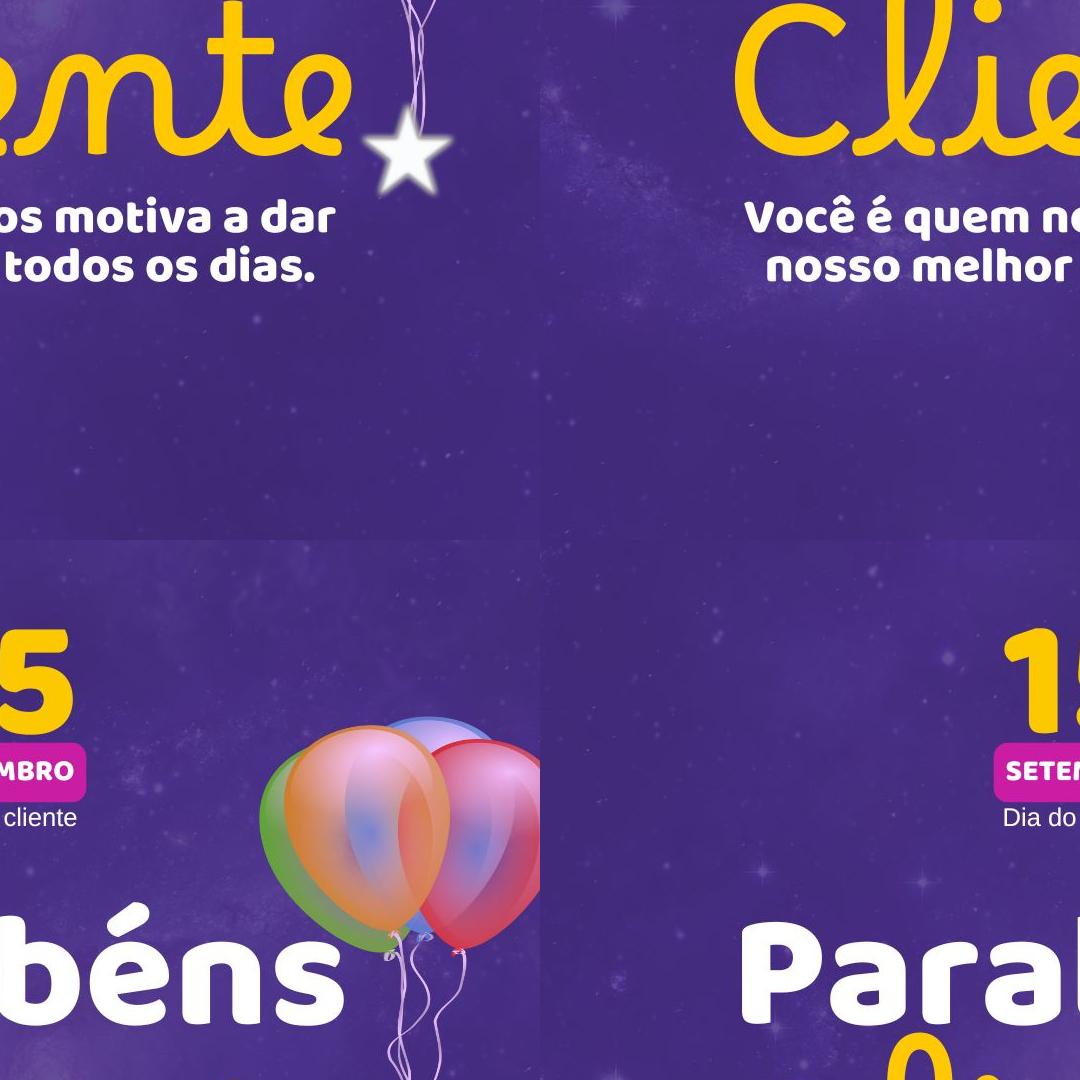 ente
os motiva a dar
todos os dias.
Clie
Você é quem no
nosso melhor
5
MBRO
cliente
béns
15
SETEM
Dia do
Para